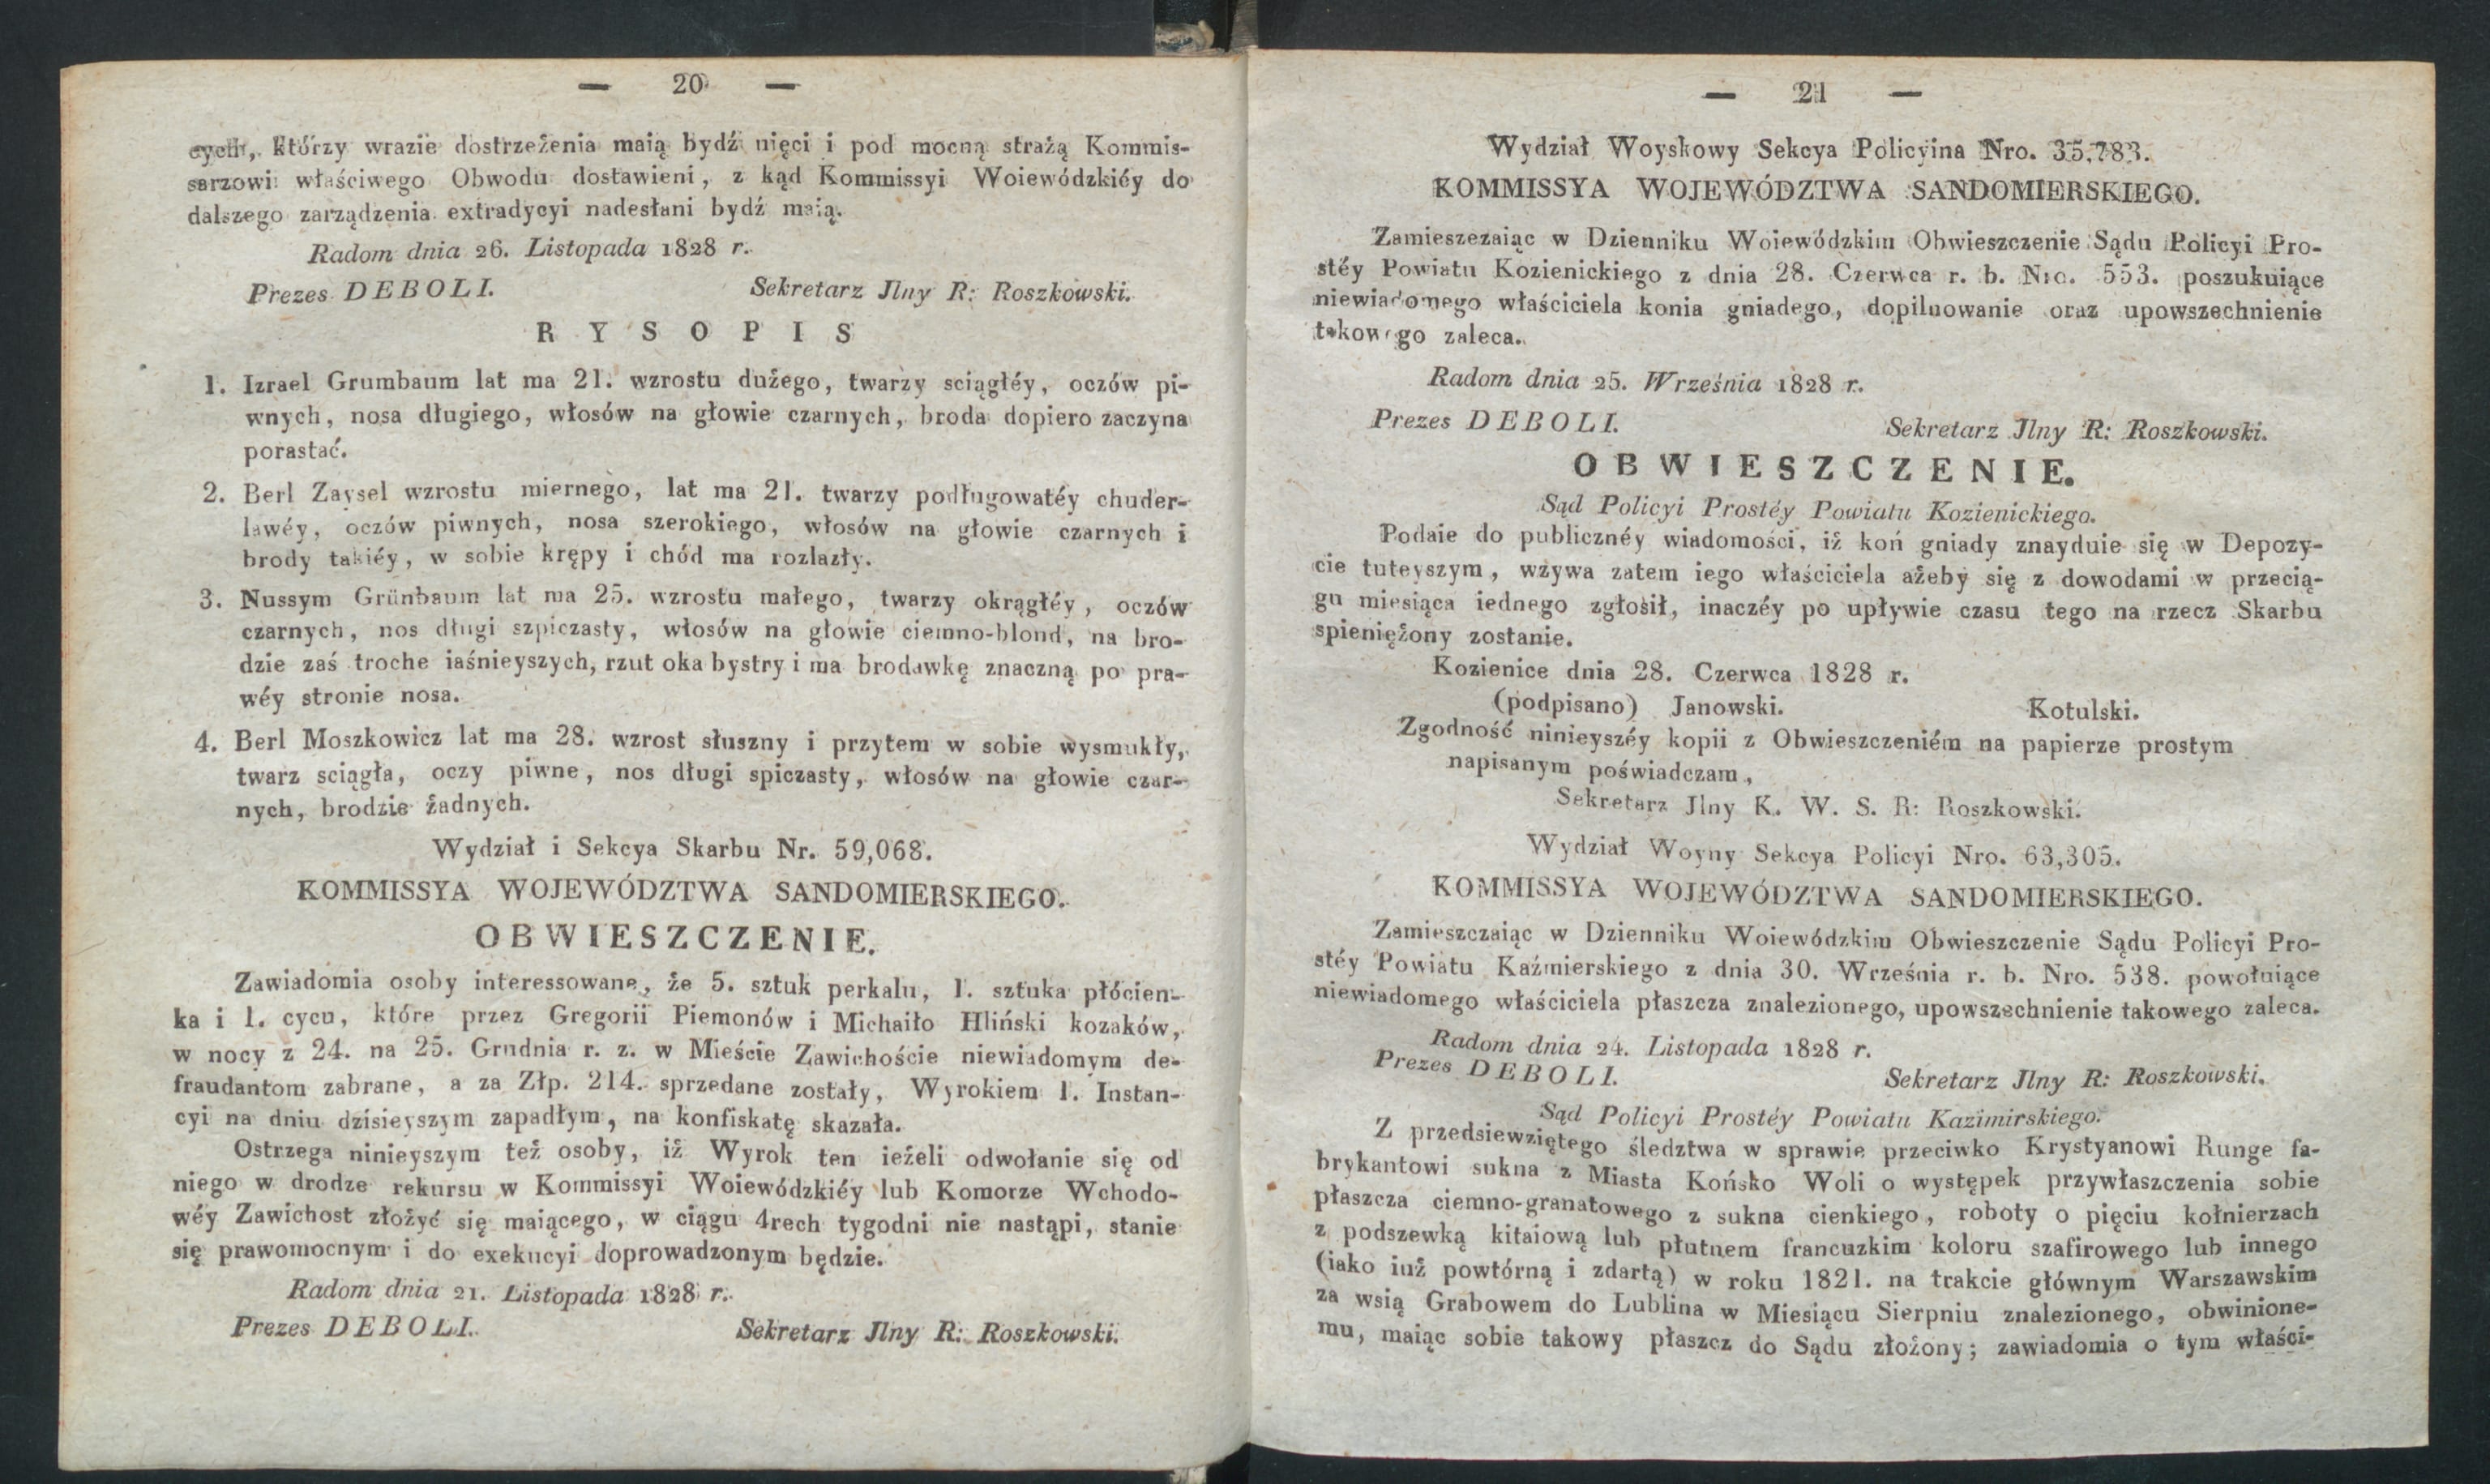 — 20 —
cych, którzy wrazie dostrzeżenia maią bydź nięci i pod mocną strażą Kommis-
sarzowi właściwego Obwodu dostawieni, z kąd Kommissyi Woiewódzkiéy do
dalszego zarządzenia extradycyi nadesłani bydź maią.
Radom dnia 26. Listopada 1828 r.
Prezes DEBOLI. Sekretarz Jlny R: Roszkowski.
RYSOPIS
1. Izrael Grumbaum lat ma 21. wzrostu dużego, twarzy sciągłéy, oczów pi-
wnych, nosa długiego, włosów na głowie czarnych, broda dopiero zaczyna
porastać.
2. Berl Zaysel wzrostu miernego, lat ma 21. twarzy podługowatéy chuder-
lawéy, oczów piwnych, nosa szerokiego, włosów na głowie czarnych i
brody takiéy, w sobie krępy i chód ma rozlazły.
3. Nussym Grünbaum lat ma 25. wzrostu małego, twarzy okrągłéy, oczów
czarnych, nos długi szpiczasty, włosów na głowie ciemno-blond, na bro-
dzie zaś troche iaśnieyszych, rzut oka bystry i ma brodawkę znaczną po pra-
wéy stronie nosa.
4. Berl Moszkowicz lat ma 28. wzrost słuszny i przytem w sobie wysmukły,
twarz sciągła, oczy piwne, nos długi spiczasty, włosów na głowie czar-
nych, brodzie żadnych.
Wydział i Sekcya Skarbu Nr. 59,068.
KOMMISSYA WOJEWÓDZTWA SANDOMIERSKIEGO.
OBWIESZCZENIE.
Zawiadomia osoby interessowane, że 5. sztuk perkalu, 1. sztuka płócien-
ka i 1. cycu, które przez Gregorii Piemonów i Michaiło Hliński kozaków,
w nocy z 24. na 25. Grudnia r. z. w Mieście Zawichoście niewiadomym de-
fraudantom zabrane, a za Złp. 214. sprzedane zostały, Wyrokiem 1. Instan-
cyi na dniu dzisieyszym zapadłym, na konfiskatę skazała.
Ostrzega ninieyszym też osoby, iż Wyrok ten ieżeli odwołanie się od
niego w drodze rekursu w Kommissyi Woiewódzkiéy lub Komorze Wchodo-
wéy Zawichost złożyć się maiącego, w ciągu 4rech tygodni nie nastąpi, stanie
się prawomocnym i do exekucyi doprowadzonym będzie.
Radom dnia 21. Listopada 1828 r.
Prezes DEBOLI. Sekretarz Jlny R: Roszkowski.
— 21 —
Wydział Woyskowy Sekcya Policyina Nro. 35,783.
KOMMISSYA WOJEWÓDZTWA SANDOMIERSKIEGO.
Zamieszezaiąc w Dzienniku Woiewódzkim Obwieszczenie Sądu Policyi Pro-
stéy Powiatu Kozienickiego z dnia 28. Czerwca r. b. Nro. 553. poszukuiące
niewiadomego właściciela konia gniadego, dopilnowanie oraz upowszechnienie
takowego zaleca.
Radom dnia 25. Września 1828 r.
Prezes DEBOLI. Sekretarz Jlny R: Roszkowski.
OBWIESZCZENIE.
Sąd Policyi Prostéy Powiatu Kozienickiego.
Podaie do publicznéy wiadomości, iż koń gniady znayduie się w Depozy-
cie tuteyszym, wzywa zatem iego właściciela ażeby się z dowodami w przecią-
gu miesiąca iednego zgłosił, inaczéy po upływie czasu tego na rzecz Skarbu
spieniężony zostanie.
Kozienice dnia 28. Czerwca 1828 r.
(podpisano) Janowski. Kotulski.
Zgodność ninieyszéy kopii z Obwieszczeniém na papierze prostym
napisanym poświadczam,
Sekretarz Jlny K. W. S. R: Roszkowski.
Wydział Woyny Sekcya Policyi Nro. 63,305.
KOMMISSYA WOJEWÓDZTWA SANDOMIERSKIEGO.
Zamieszczaiąc w Dzienniku Woiewódzkim Obwieszczenie Sądu Policyi Pro-
stéy Powiatu Kaźmierskiego z dnia 30. Września r. b. Nro. 538. powołuiące
niewiadomego właściciela płaszcza znalezionego, upowszechnienie takowego zaleca.
Radom dnia 24. Listopada 1828 r.
Prezes DEBOLI. Sekretarz Jlny R: Roszkowski.
Sąd Policyi Prostéy Powiatu Kazimirskiego.
Z przedsiewziętego śledztwa w sprawie przeciwko Krystyanowi Runge fa-
brykantowi sukna z Miasta Końsko Woli o występek przywłaszczenia sobie
płaszcza ciemno-granatowego z sukna cienkiego, roboty o pięciu kołnierzach
z podszewką kitaiową lub płutnem francuzkim koloru szafirowego lub innego
(iako iuż powtórną i zdartą) w roku 1821. na trakcie głównym Warszawskim
za wsią Grabowem do Lublina w Miesiącu Sierpniu znalezionego, obwinione-
mu, maiąc sobie takowy płaszcz do Sądu złożony; zawiadomia o tym właści-